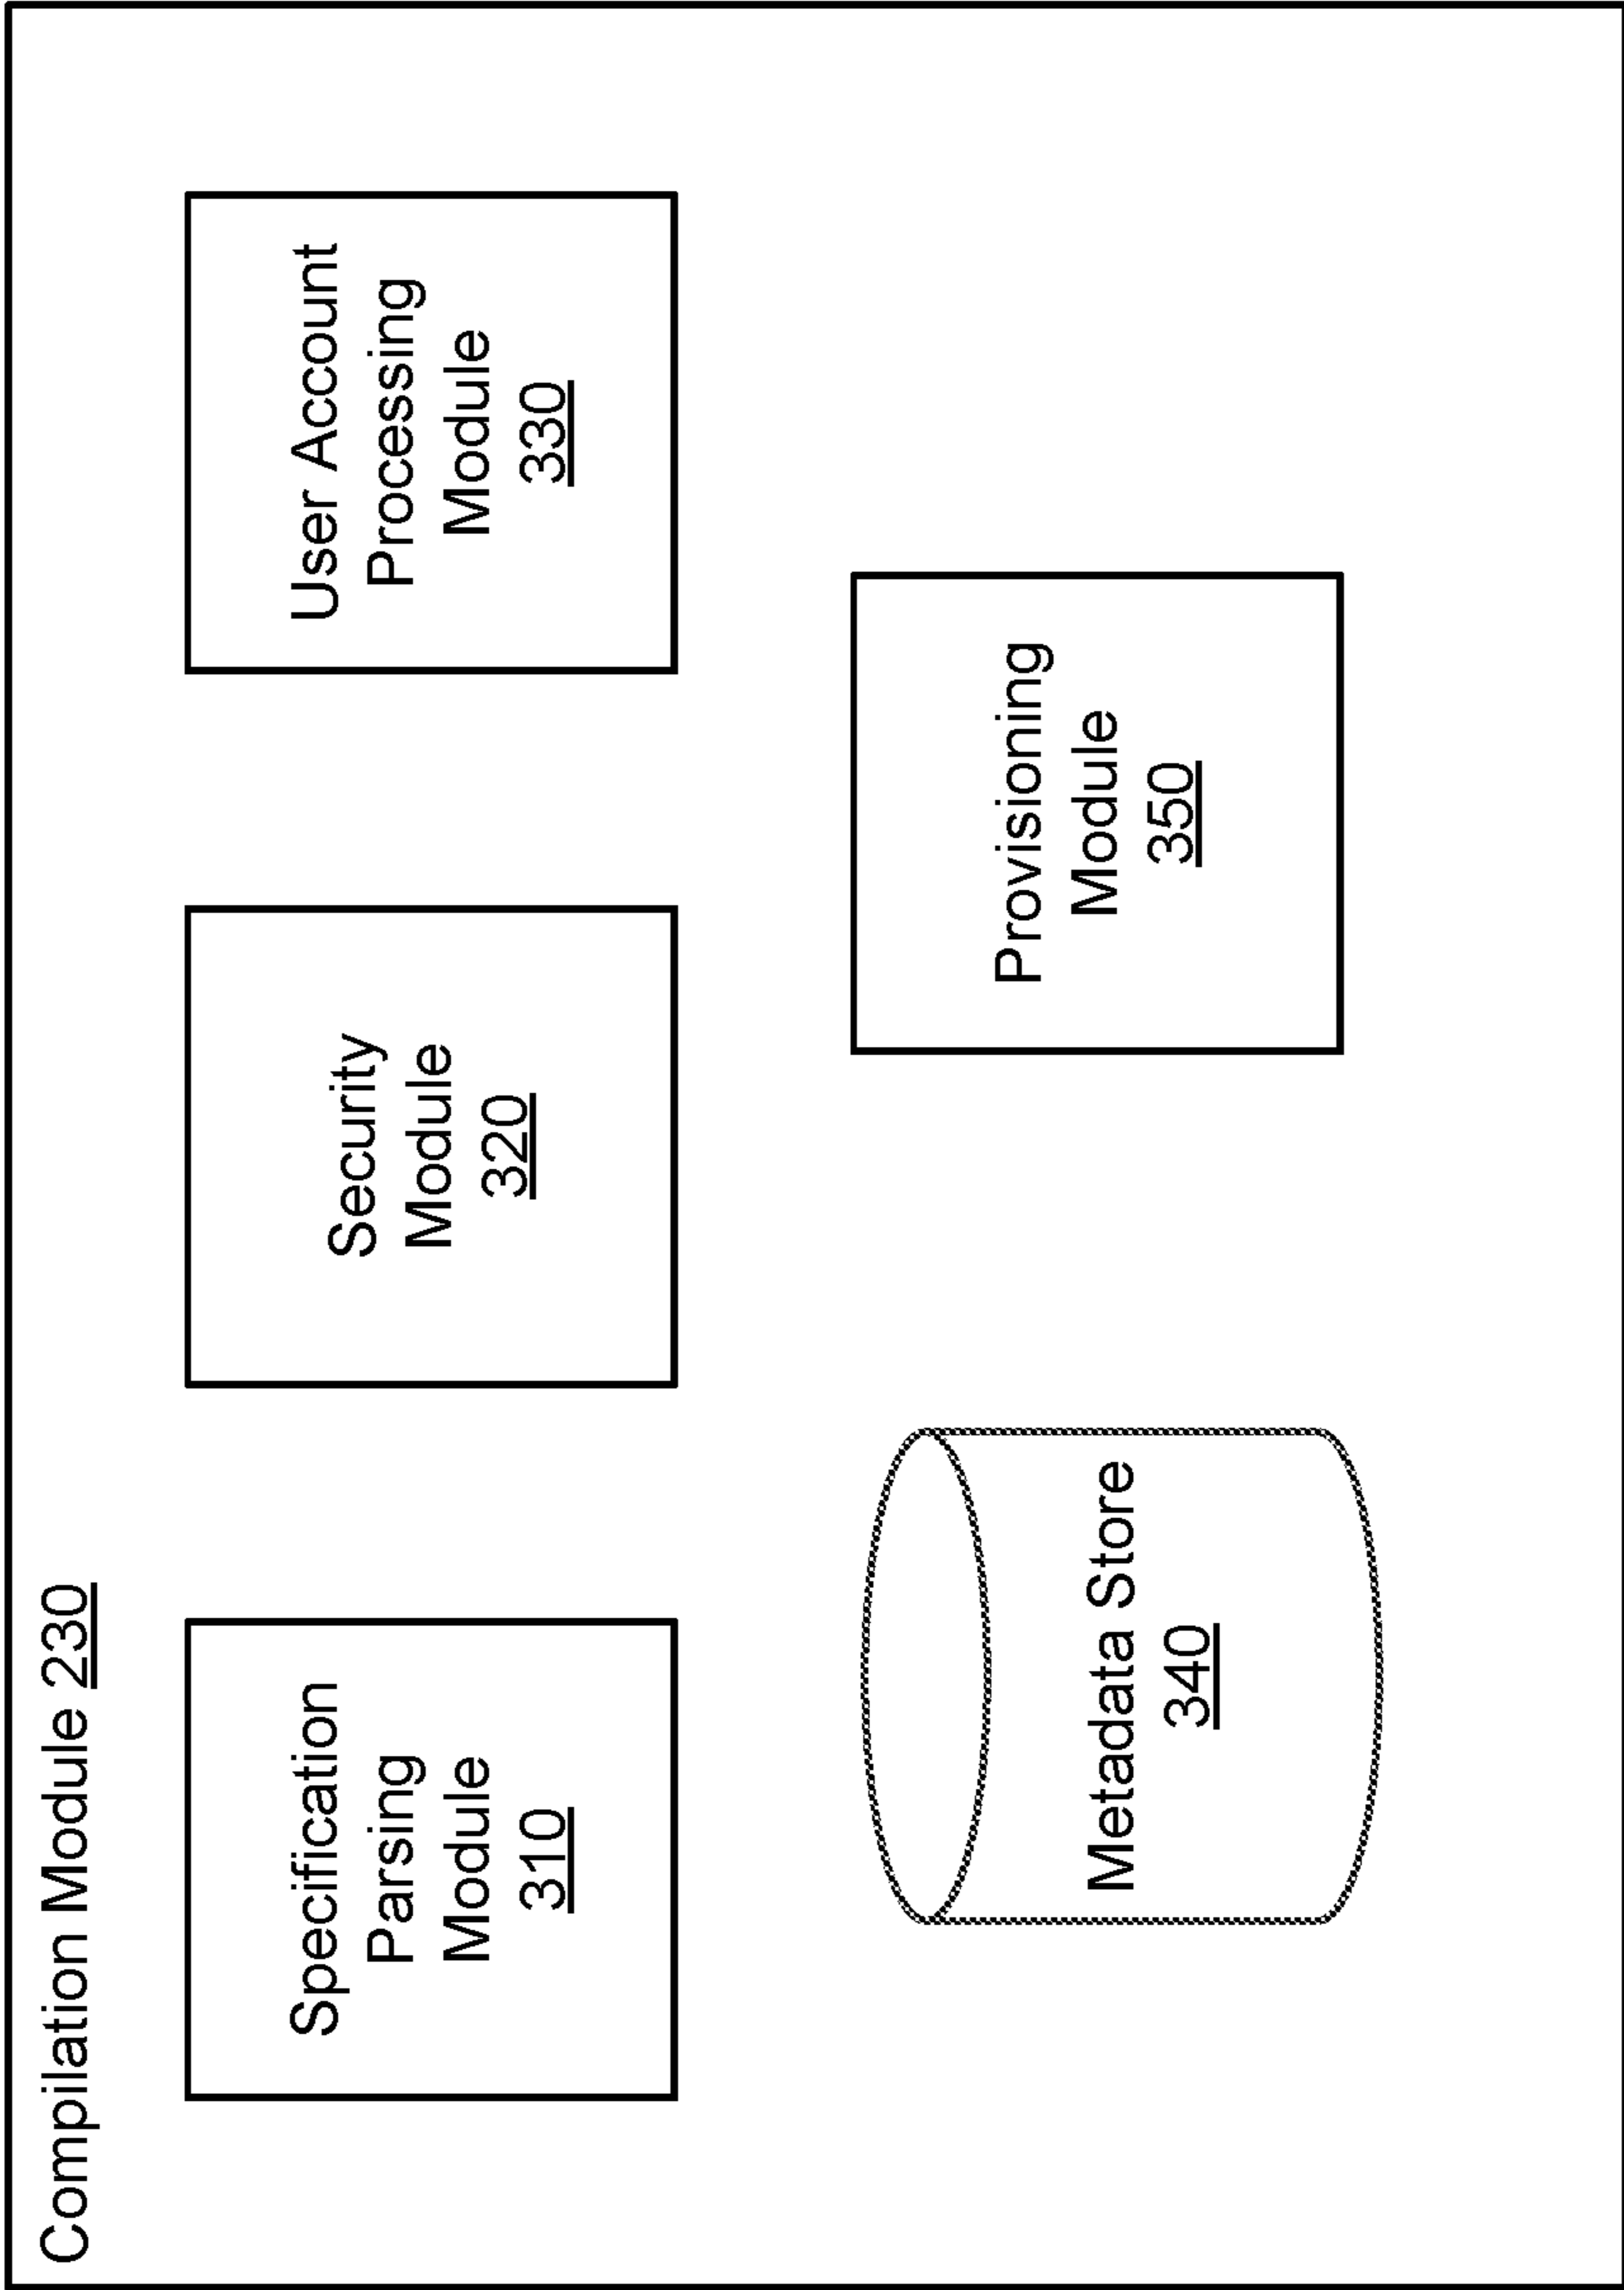 Compilation Module 230
Specification
Parsing
Module
310
Security
Module
320
User Account
Processing
Module
330
Metadata Store
340
Provisioning
Module
350